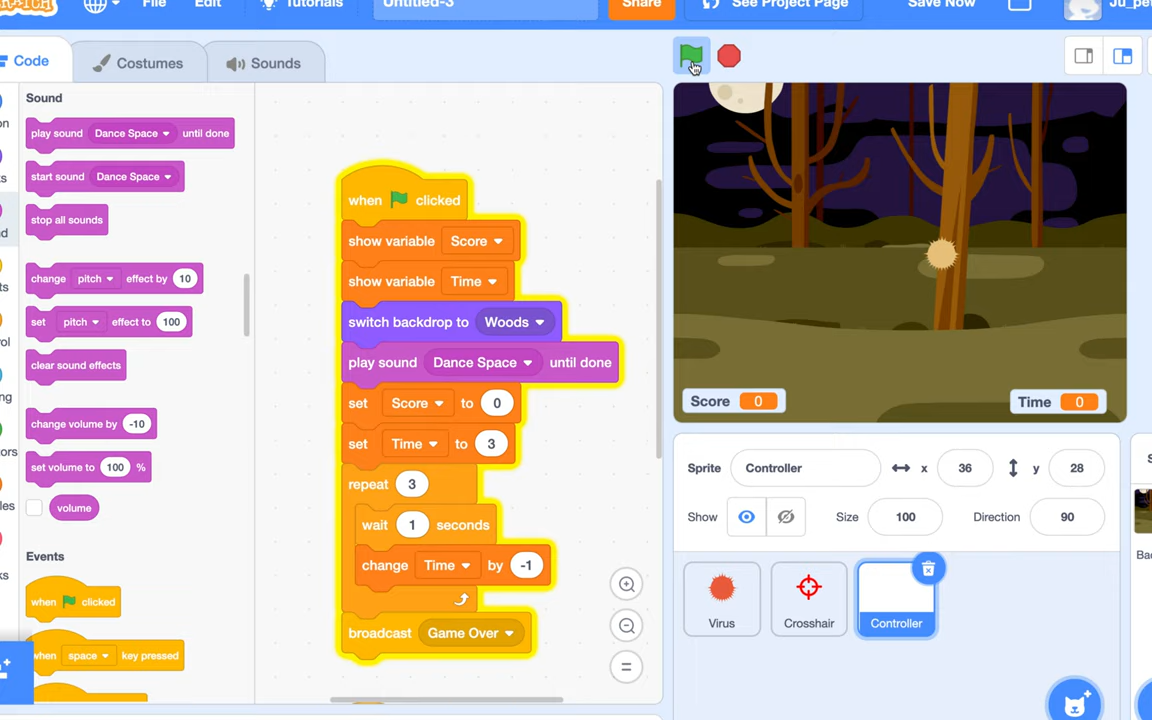 SCRATCH
File
Edit
Tutorials
Untitled-3
Share
See Project Page
Save Now
Ju_pe
Code
Costumes
Sounds
Sound
play sound Dance Space until done
start sound Dance Space
stop all sounds
change pitch effect by 10
set pitch effect to 100
clear sound effects
change volume by -10
set volume to 100 %
volume
Events
when clicked
when space key pressed
when clicked
show variable Score
show variable Time
switch backdrop to Woods
play sound Dance Space until done
set Score to 0
set Time to 3
repeat 3
wait 1 seconds
change Time by -1
broadcast Game Over
Score 0
Time 0
Sprite Controller x 36 y 28
Show Size 100 Direction 90
Virus
Crosshair
Controller